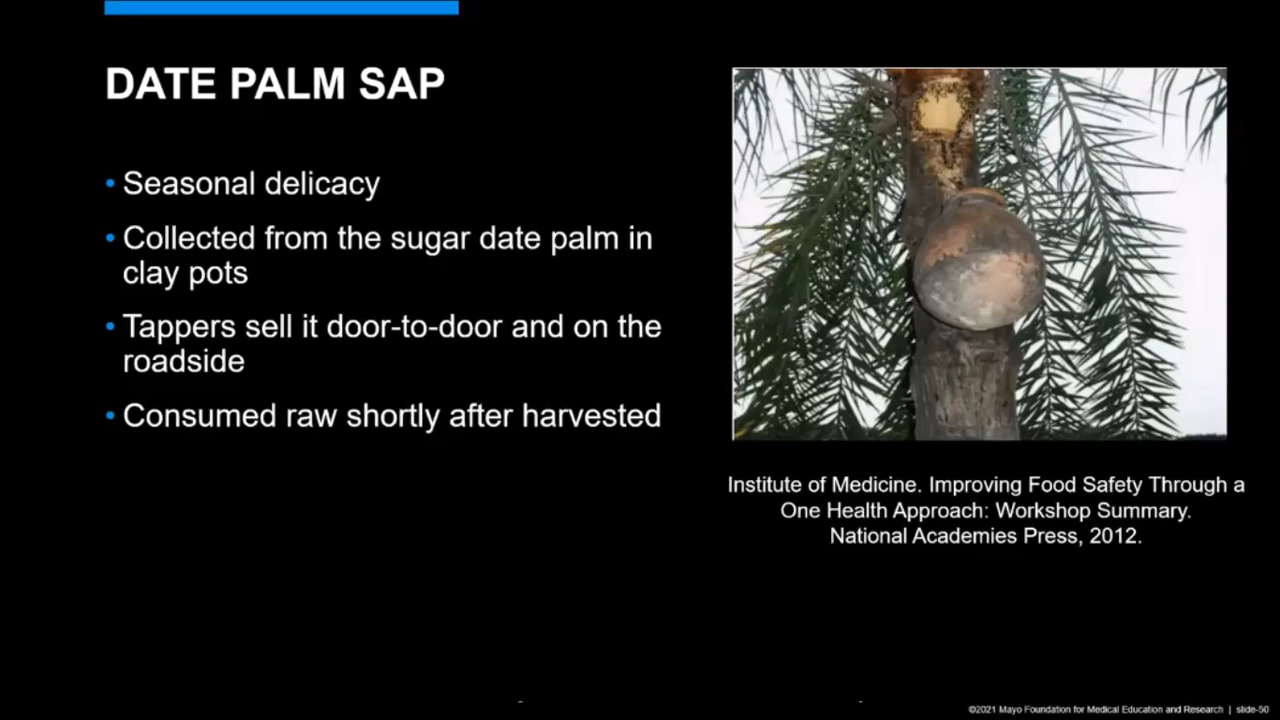 DATE PALM SAP
• Seasonal delicacy
• Collected from the sugar date palm in
clay pots
• Tappers sell it door-to-door and on the
roadside
• Consumed raw shortly after harvested
Institute of Medicine. Improving Food Safety Through a
One Health Approach: Workshop Summary.
National Academies Press, 2012.
©2021 Mayo Foundation for Medical Education and Research | slide-50